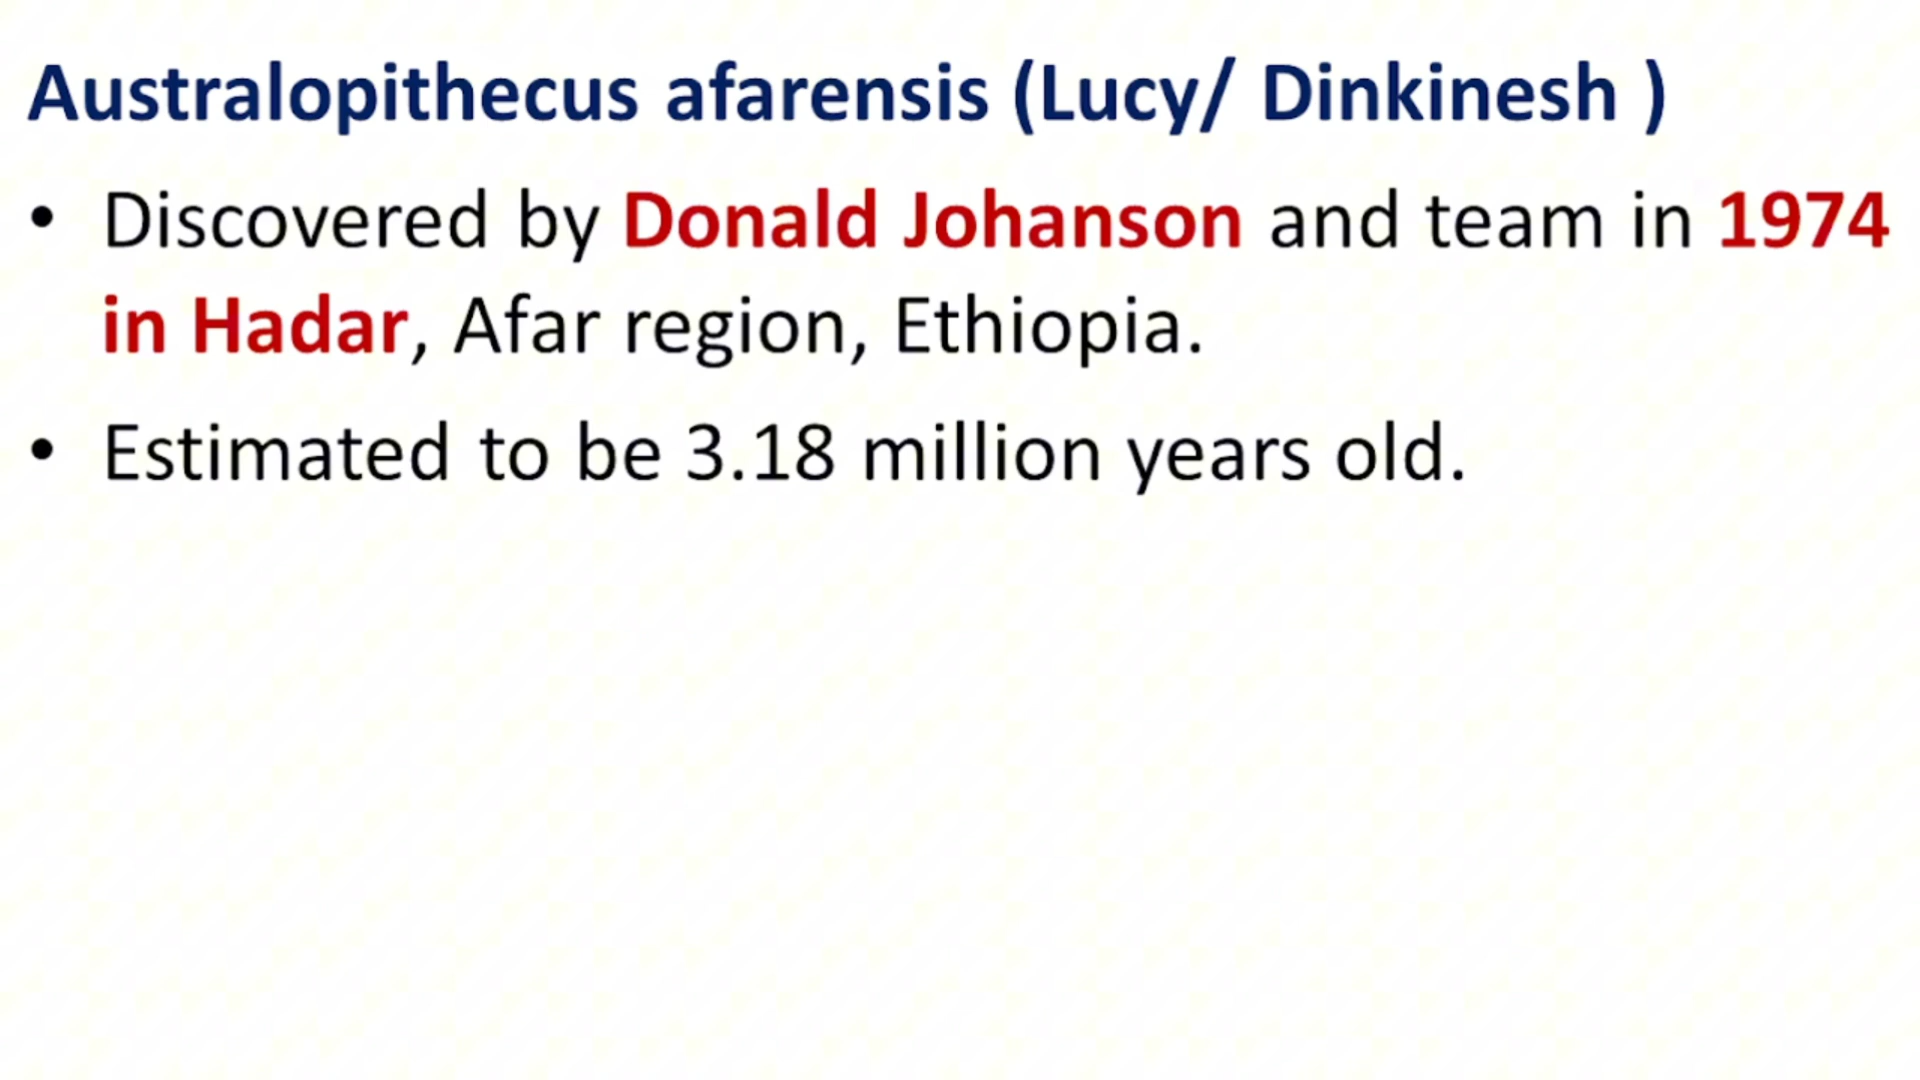 Australopithecus afarensis (Lucy/ Dinkinesh )
• Discovered by Donald Johanson and team in 1974
in Hadar, Afar region, Ethiopia.
• Estimated to be 3.18 million years old.